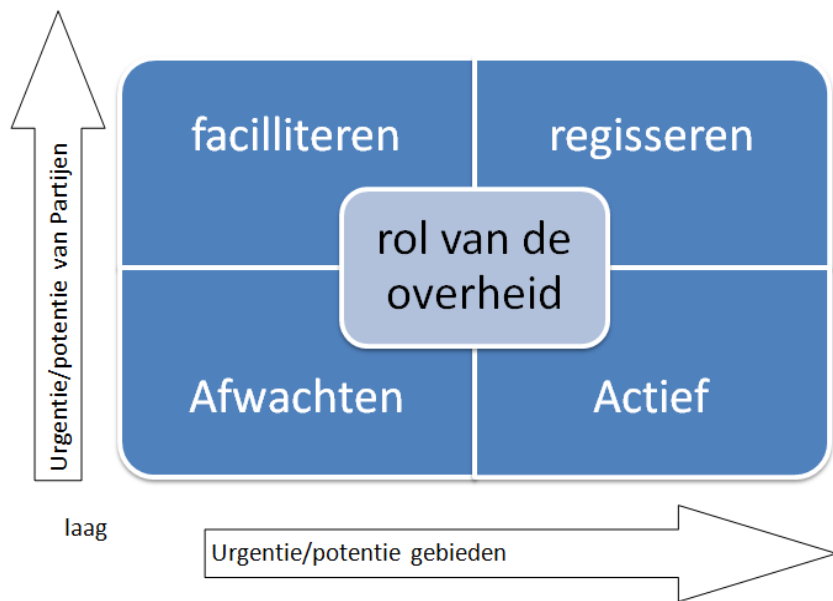 facilliteren
regisseren
rol van de
overheid
Afwachten
Actief
Urgentie/potentie van Partijen
laag
Urgentie/potentie gebieden